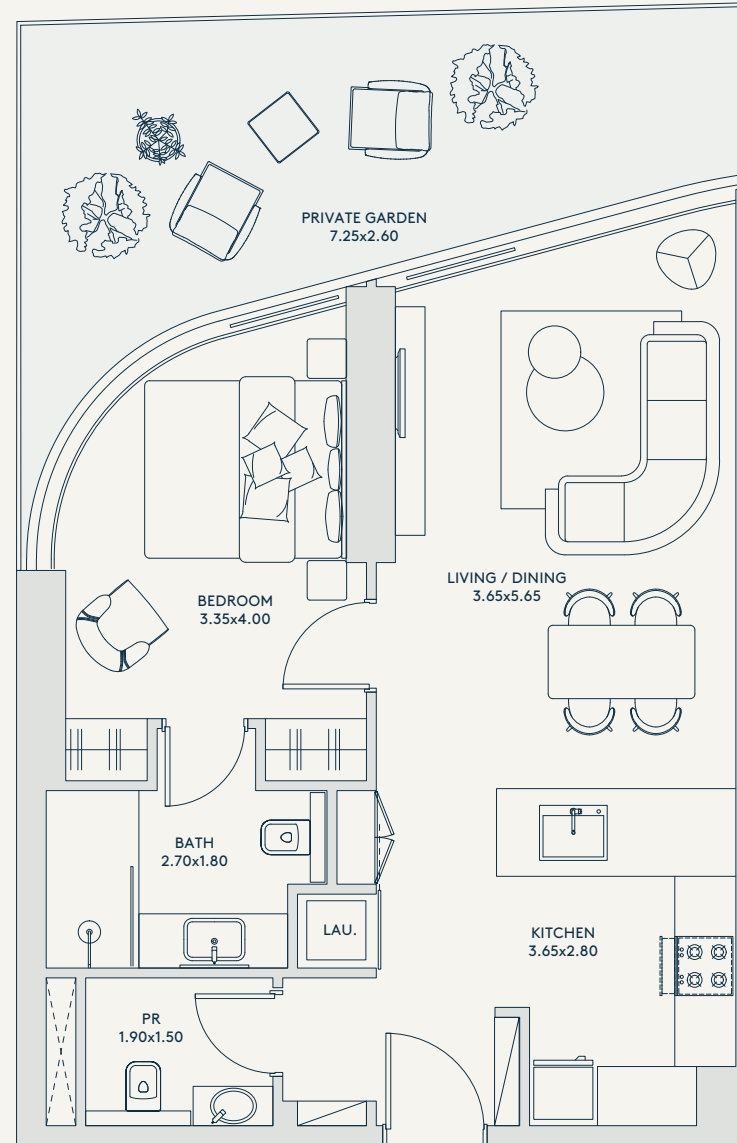 PRIVATE GARDEN
7.25x2.60
LIVING / DINING
3.65x5.65
BEDROOM
3.35x4.00
BATH
2.70x1.80
LAU.
KITCHEN
3.65x2.80
PR
1.90x1.50